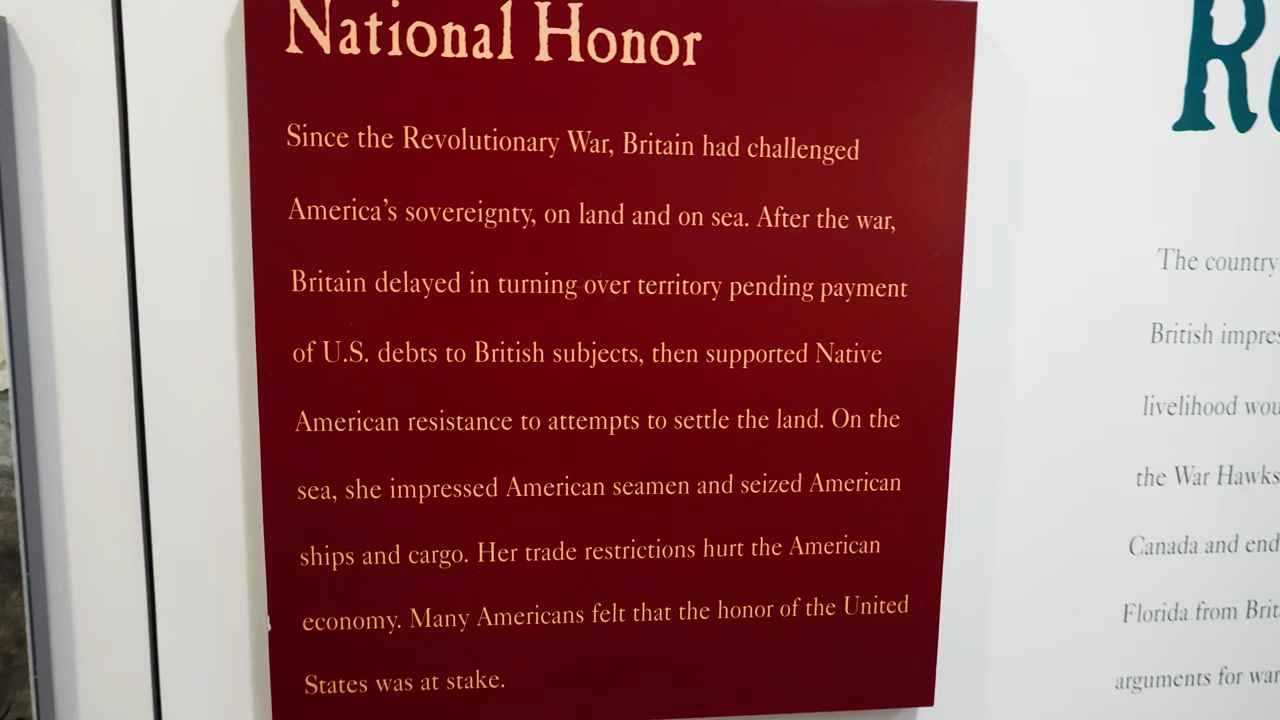 National Honor
Since the Revolutionary War, Britain had challenged
America's sovereignty, on land and on sea. After the war,
Britain delayed in turning over territory pending payment
of U.S. debts to British subjects, then supported Native
American resistance to attempts to settle the land. On the
sea, she impressed American seamen and seized American
ships and cargo. Her trade restrictions hurt the American
economy. Many Americans felt that the honor of the United
States was at stake.
The country
British
livelihood
the War Hawks
Canada and end
Florida from
arguments for war